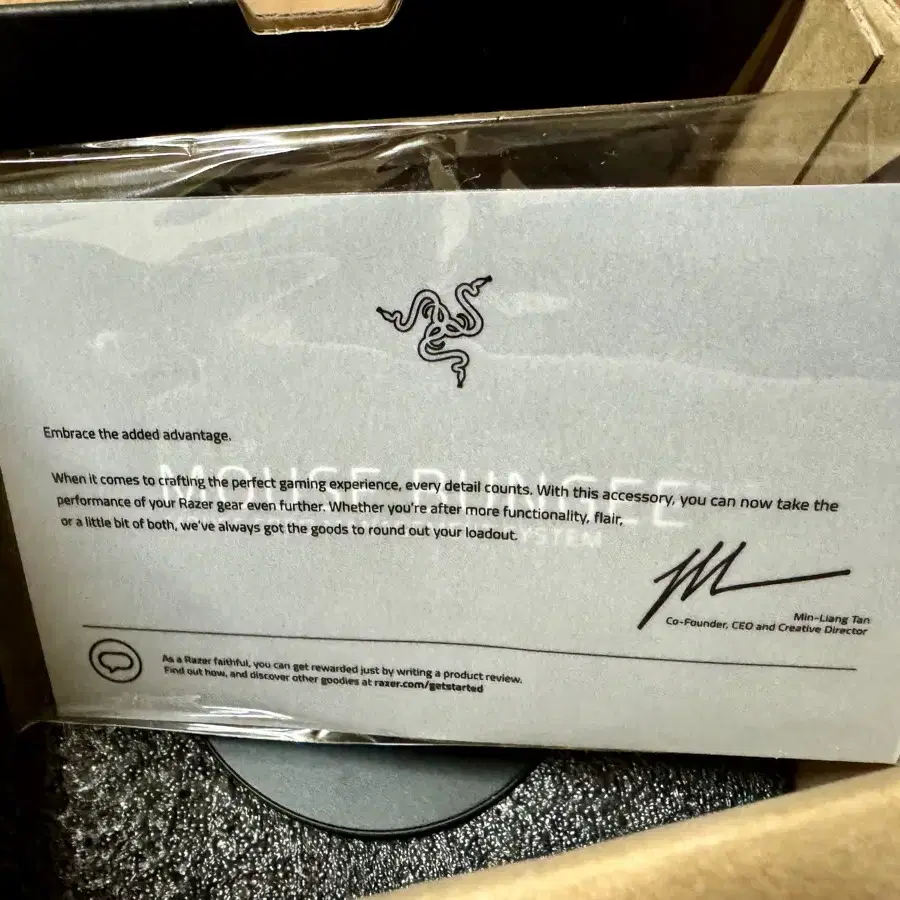 Embrace the added advantage.
MOUSE BUNGEE
When it comes to crafting the perfect gaming experience, every detail counts. With this accessory, you can now take the
performance of your Razer gear even further. Whether you're after more functionality, flair,
or a little bit of both, we've always got the goods to round out your loadout.
SYSTEM
Min-Liang Tan
Co-Founder, CEO and Creative Director
As a Razer faithful, you can get rewarded just by writing a product review.
Find out how, and discover other goodies at razer.com/getstarted